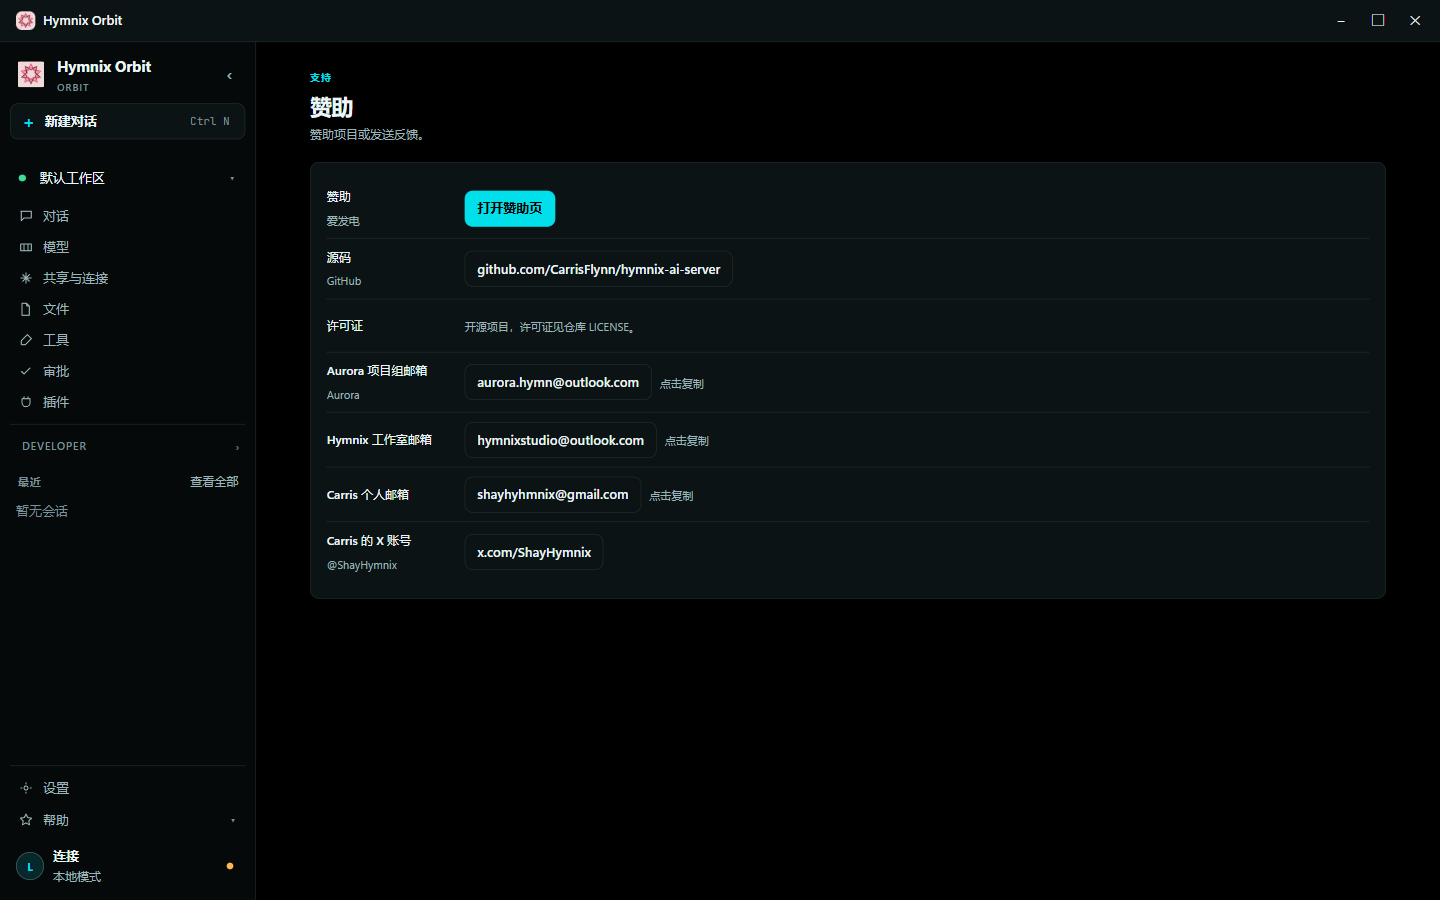 Hymnix Orbit
Hymnix Orbit
ORBIT
+ 新建对话 Ctrl N
默认工作区
对话
模型
共享与连接
文件
工具
审批
插件
DEVELOPER
最近 查看全部
暂无会话
设置
帮助
L
连接
本地模式
支持
赞助
赞助项目或发送反馈。
赞助
爱发电
打开赞助页
源码
GitHub
github.com/CarrisFlynn/hymnix-ai-server
许可证
开源项目，许可证见仓库 LICENSE。
Aurora 项目组邮箱
Aurora
aurora.hymn@outlook.com 点击复制
Hymnix 工作室邮箱
hymnixstudio@outlook.com 点击复制
Carris 个人邮箱
shayhyhmnix@gmail.com 点击复制
Carris 的 X 账号
@ShayHymnix
x.com/ShayHymnix